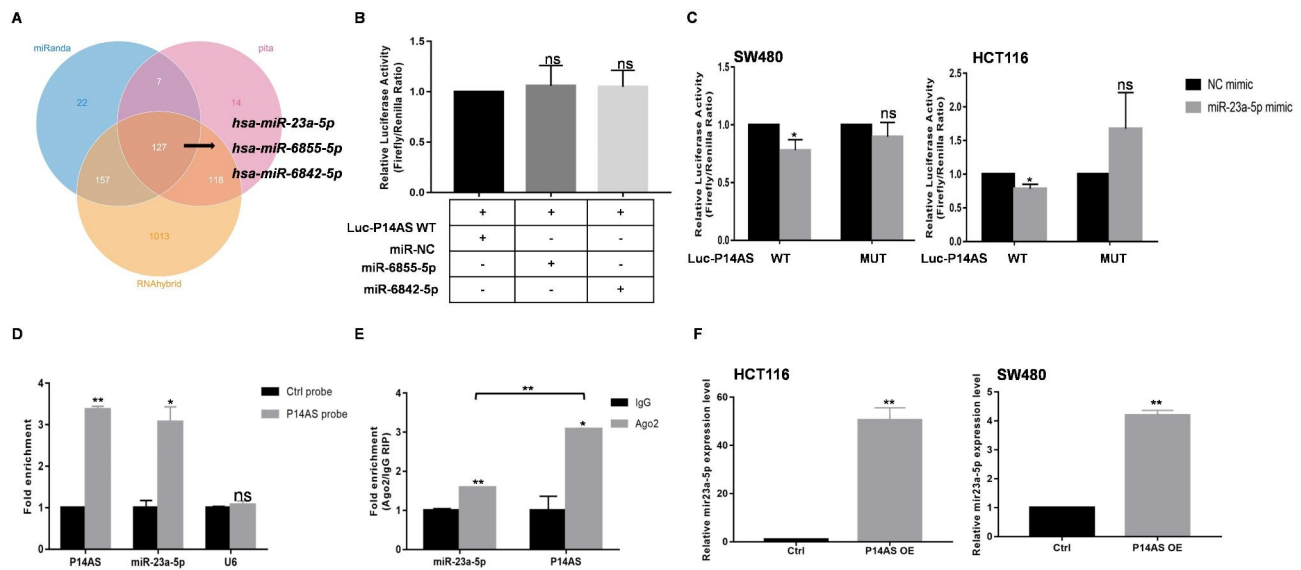 A
miRanda
pita
7
22
14
hsa-miR-23a-5p
127
hsa-miR-6855-5p
157
118
hsa-miR-6842-5p
1013
RNAhybrid
B
Relative Luciferase Activity
(Firefly/Renilla Ratio)
1.5
1.0
0.5
0.0
ns
ns
Luc-P14AS WT
+
+
+
miR-NC
+
-
-
miR-6855-5p
-
+
-
miR-6842-5p
-
-
+
C
SW480
Relative Luciferase Activity
(Firefly/Renilla Ratio)
1.5
1.0
0.5
0.0
*
ns
Luc-P14AS
WT
MUT
HCT116
Relative Luciferase Activity
(Firefly/Renilla Ratio)
2.5
2.0
1.5
1.0
0.5
0.0
*
ns
Luc-P14AS
WT
MUT
NC mimic
miR-23a-5p mimic
D
Fold enrichment
4
3
2
1
0
**
*
ns
P14AS
miR-23a-5p
U6
Ctrl probe
P14AS probe
E
Fold enrichment
(Ago2/IgG RIP)
4
3
2
1
0
**
**
*
miR-23a-5p
P14AS
IgG
Ago2
F
HCT116
Relative mir23a-5p expression level
60
40
20
0
**
Ctrl
P14AS OE
SW480
Relative mir23a-5p expression level
5
4
3
2
1
0
**
Ctrl
P14AS OE